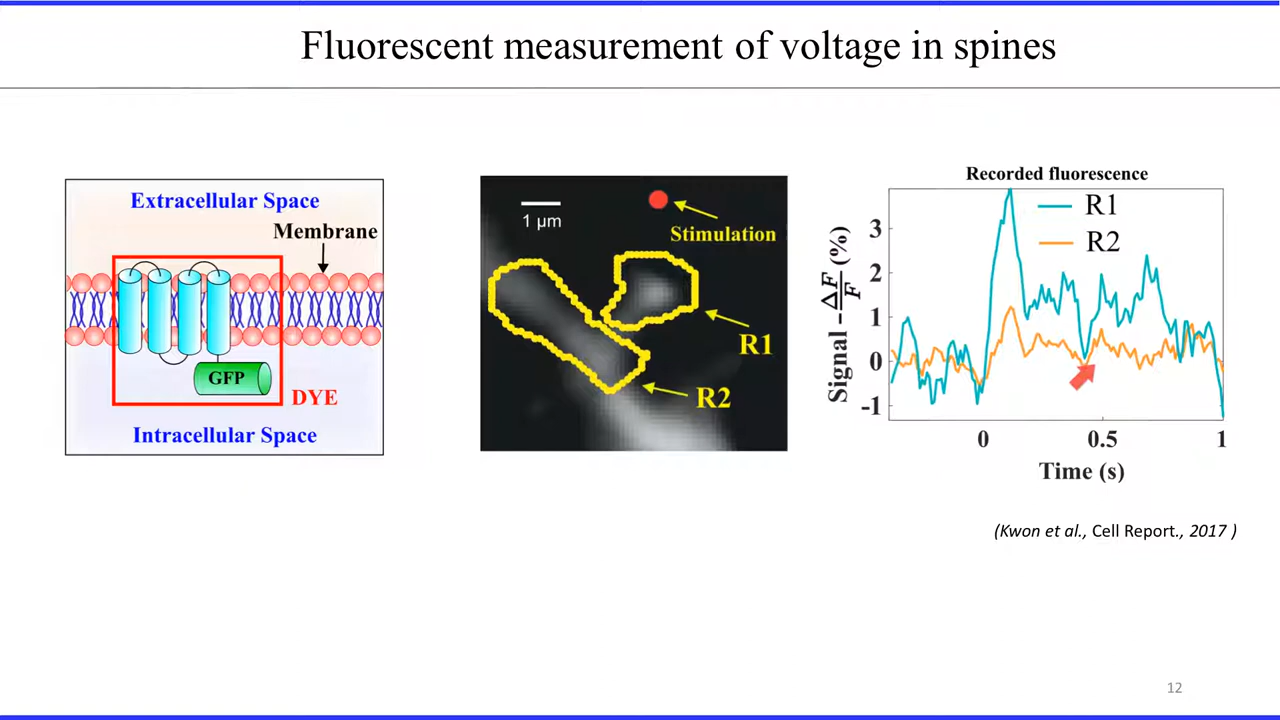 Fluorescent measurement of voltage in spines
Extracellular Space
Membrane
GFP
DYE
Intracellular Space
1 µm
Stimulation
R1
R2
Recorded fluorescence
R1
R2
Signal -ΔF/F (%)
3
2
1
0
-1
0 0.5 1
Time (s)
(Kwon et al., Cell Report., 2017 )
12